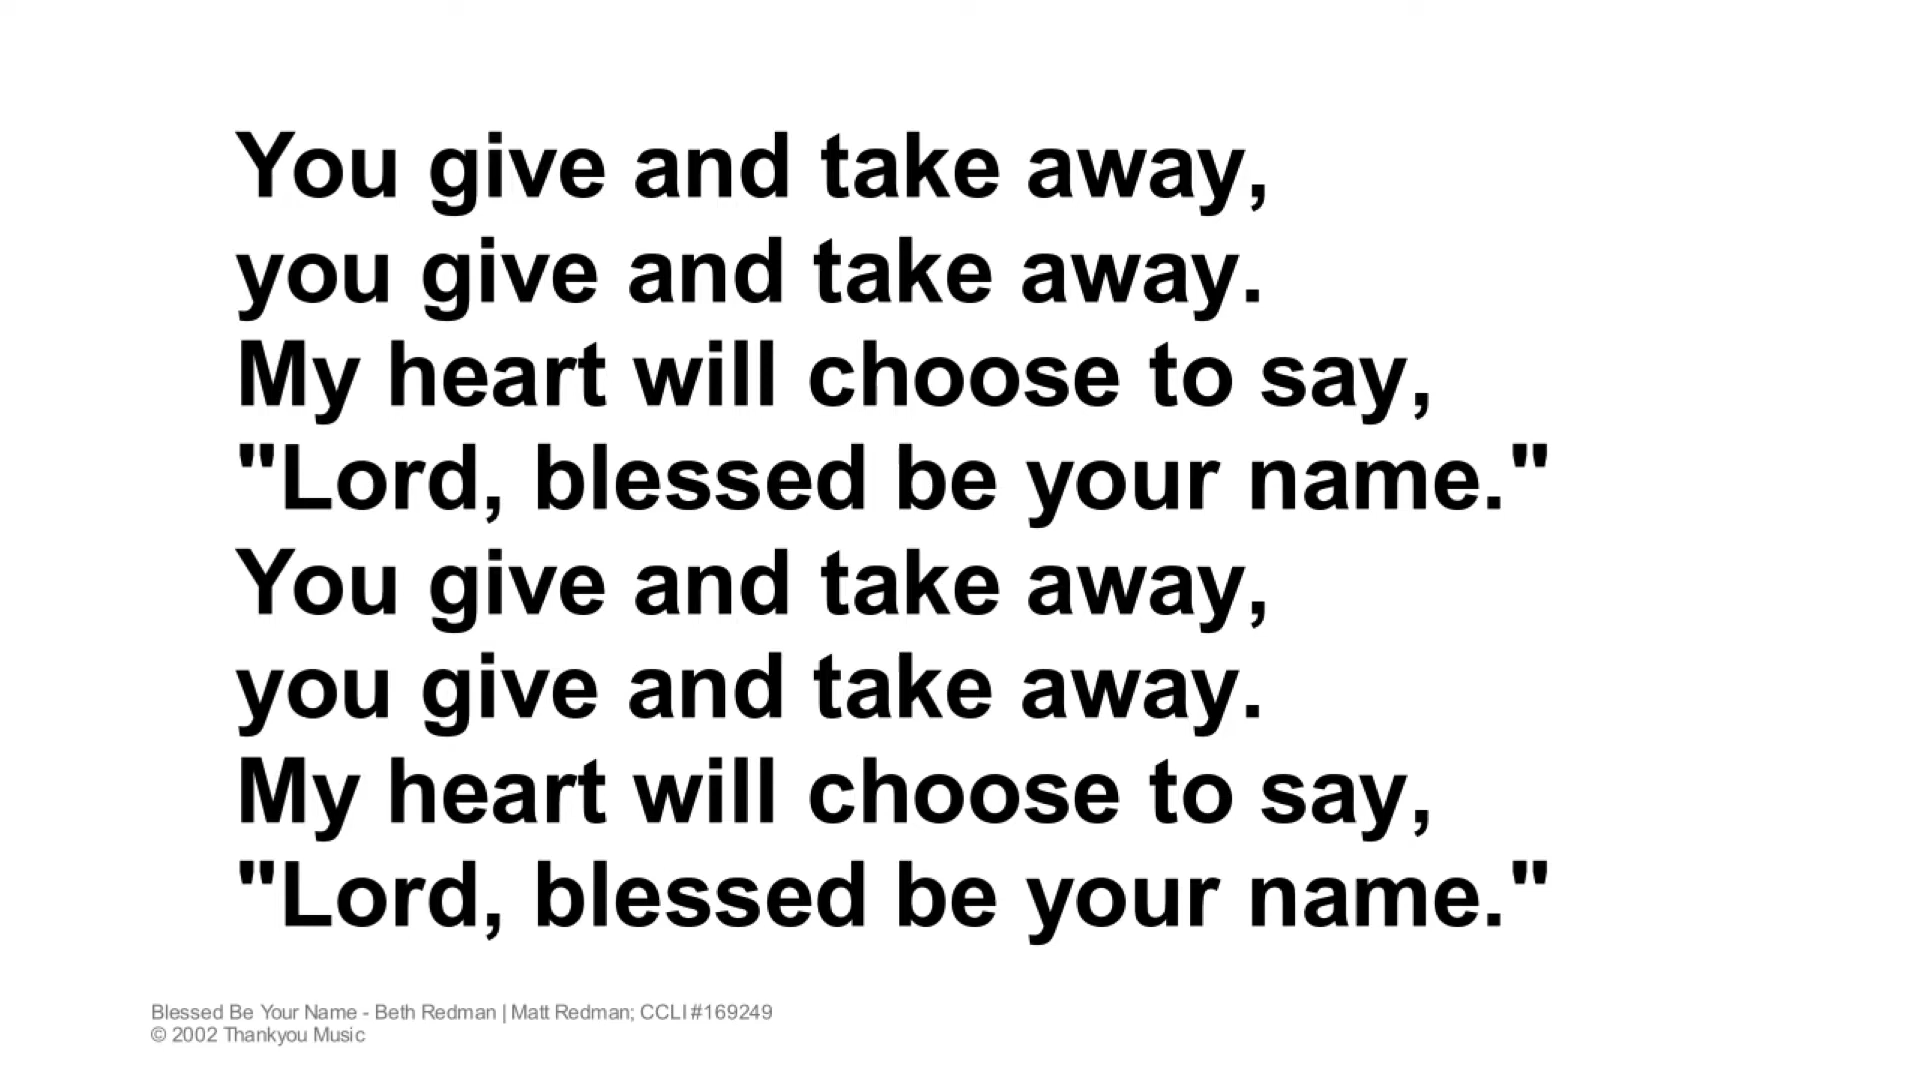 You give and take away,
you give and take away.
My heart will choose to say,
"Lord, blessed be your name."
You give and take away,
you give and take away.
My heart will choose to say,
"Lord, blessed be your name."
Blessed Be Your Name - Beth Redman | Matt Redman; CCLI #169249
© 2002 Thankyou Music